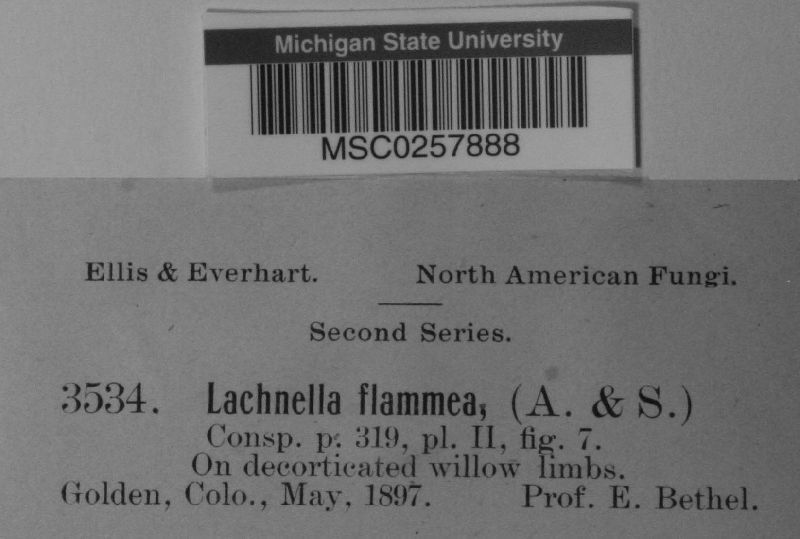 Michigan State University
MSC0257888
Ellis & Everhart. North American Fungi.
Second Series.
3534. Lachnella flammea, (A. & S.)
Consp. p. 319, pl. II, fig. 7.
On decorticated willow limbs.
Golden, Colo., May, 1897. Prof. E. Bethel.